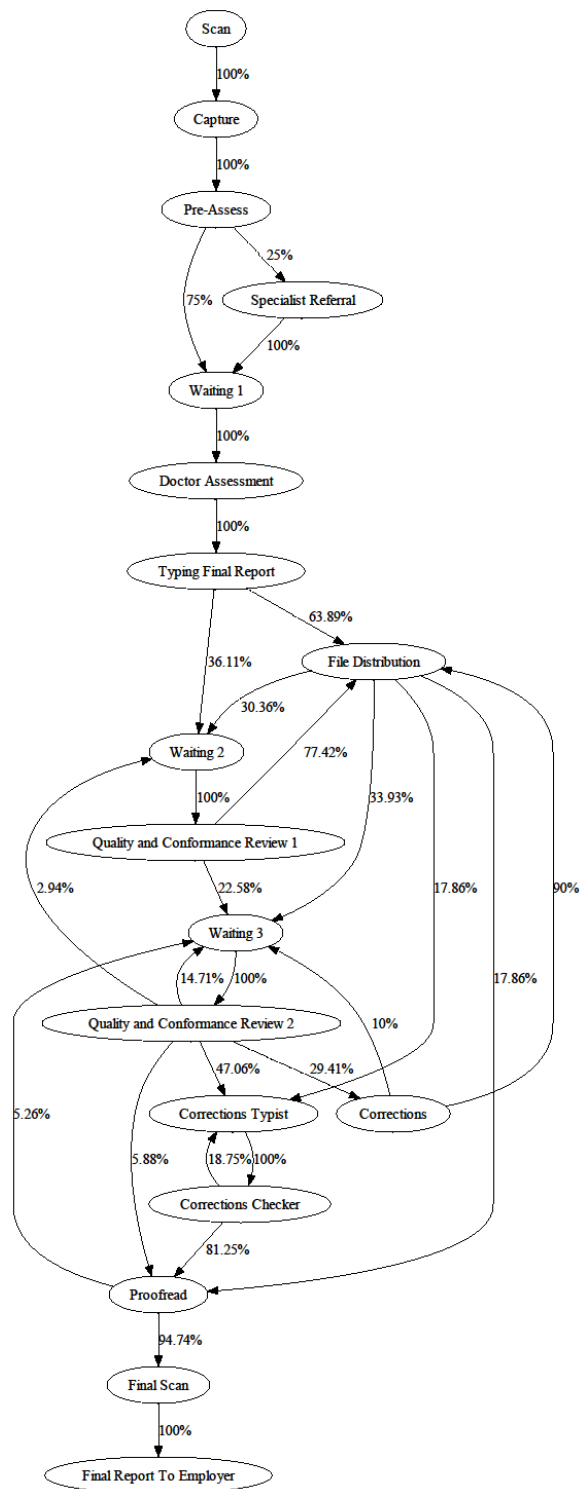 Scan
100%
Capture
100%
Pre-Assess
25%
75%
Specialist Referral
100%
Waiting 1
100%
Doctor Assessment
100%
Typing Final Report
63.89%
36.11%
File Distribution
30.36%
Waiting 2
77.42%
100%
33.93%
90%
Quality and Conformance Review 1
2.94%
22.58%
17.86%
17.86%
Waiting 3
14.71%
100%
Quality and Conformance Review 2
10%
47.06%
29.41%
Corrections Typist
Corrections
5.26%
5.88%
18.75%
100%
Corrections Checker
81.25%
Proofread
94.74%
Final Scan
100%
Final Report To Employer